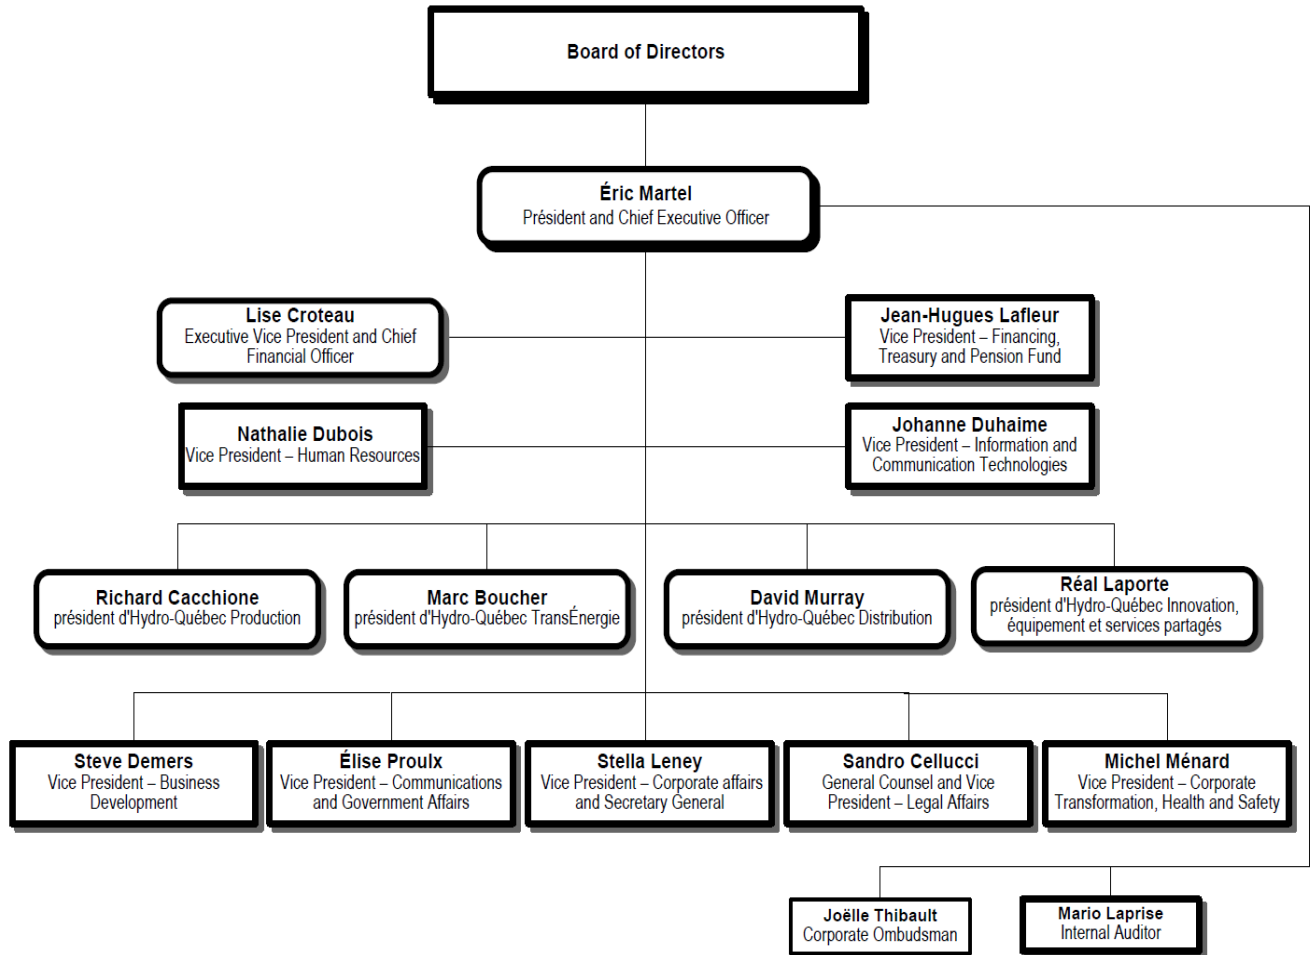 Board of Directors
Éric Martel
Président and Chief Executive Officer
Lise Croteau
Executive Vice President and Chief
Financial Officer
Jean-Hugues Lafleur
Vice President – Financing,
Treasury and Pension Fund
Nathalie Dubois
Vice President – Human Resources
Johanne Duhaime
Vice President – Information and
Communication Technologies
Richard Cacchione
président d'Hydro-Québec Production
Marc Boucher
président d'Hydro-Québec TransÉnergie
David Murray
président d'Hydro-Québec Distribution
Réal Laporte
président d'Hydro-Québec Innovation,
équipement et services partagés
Steve Demers
Vice President – Business
Development
Élise Proulx
Vice President – Communications
and Government Affairs
Stella Leney
Vice President – Corporate affairs
and Secretary General
Sandro Cellucci
General Counsel and Vice
President – Legal Affairs
Michel Ménard
Vice President – Corporate
Transformation, Health and Safety
Joëlle Thibault
Corporate Ombudsman
Mario Laprise
Internal Auditor